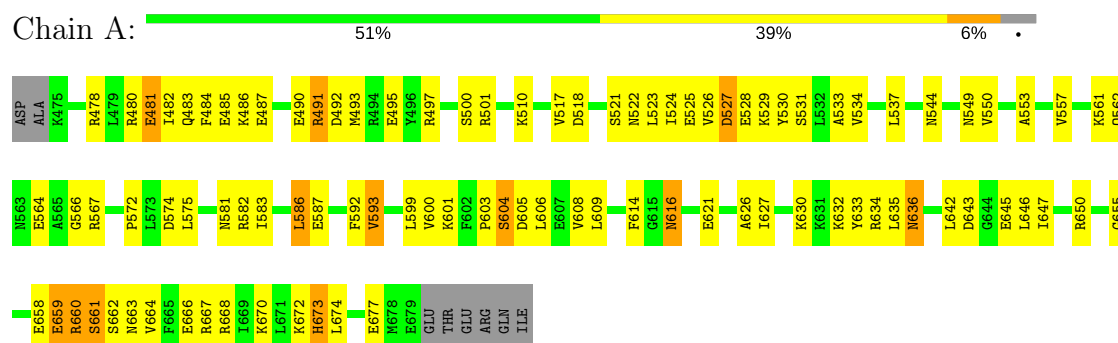 Chain A:
51% 39% 6% •
ASP ALA K475 R478 L479 R480 E481 I482 Q483 F484 E485 K486 E487 E490 R491 D492 M493 R494 E495 Y496 R497 S500 R501 K510 V517 D518 S521 N522 L523 I524 E525 V526 D527 E528 K529 Y530 S531 L532 A533 V534 L537 N544 N549 V550 A553 V557 K561
N563 E564 A565 G566 R567 P572 L573 D574 L575 N581 R582 I583 L586 E587 F592 V593 L599 V600 K601 F602 P603 S604 D605 L606 E607 V608 L609 F614 G615 N616 E621 A626 I627 K630 K631 K632 Y633 R634 L635 N636 L642 D643 G644 E645 L646 I647 R650
E658 E659 R660 S661 S662 N663 V664 F665 E666 R667 R668 I669 K670 L671 K672 H673 L674 E677 M678 E679 GLU THR GLU ARG GLN ILE